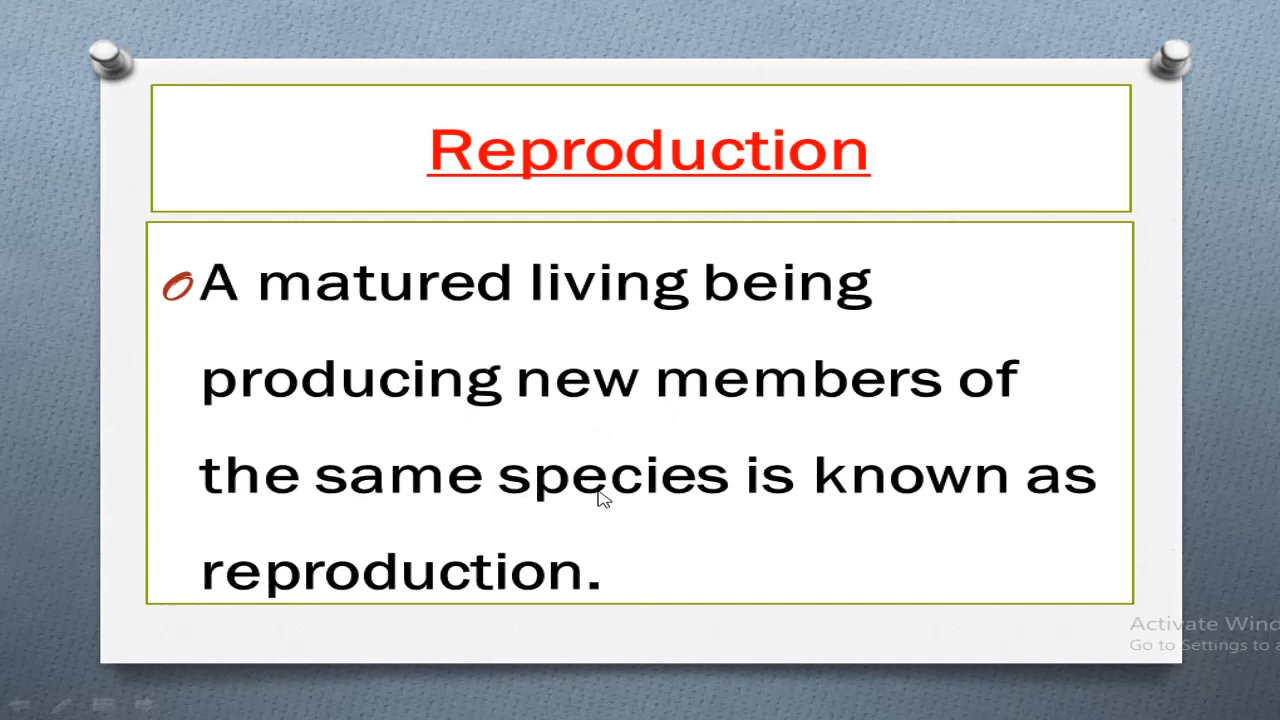 Reproduction
A matured living being
producing new members of
the same species is known as
reproduction.
Activate Wind
Go to Settings to a